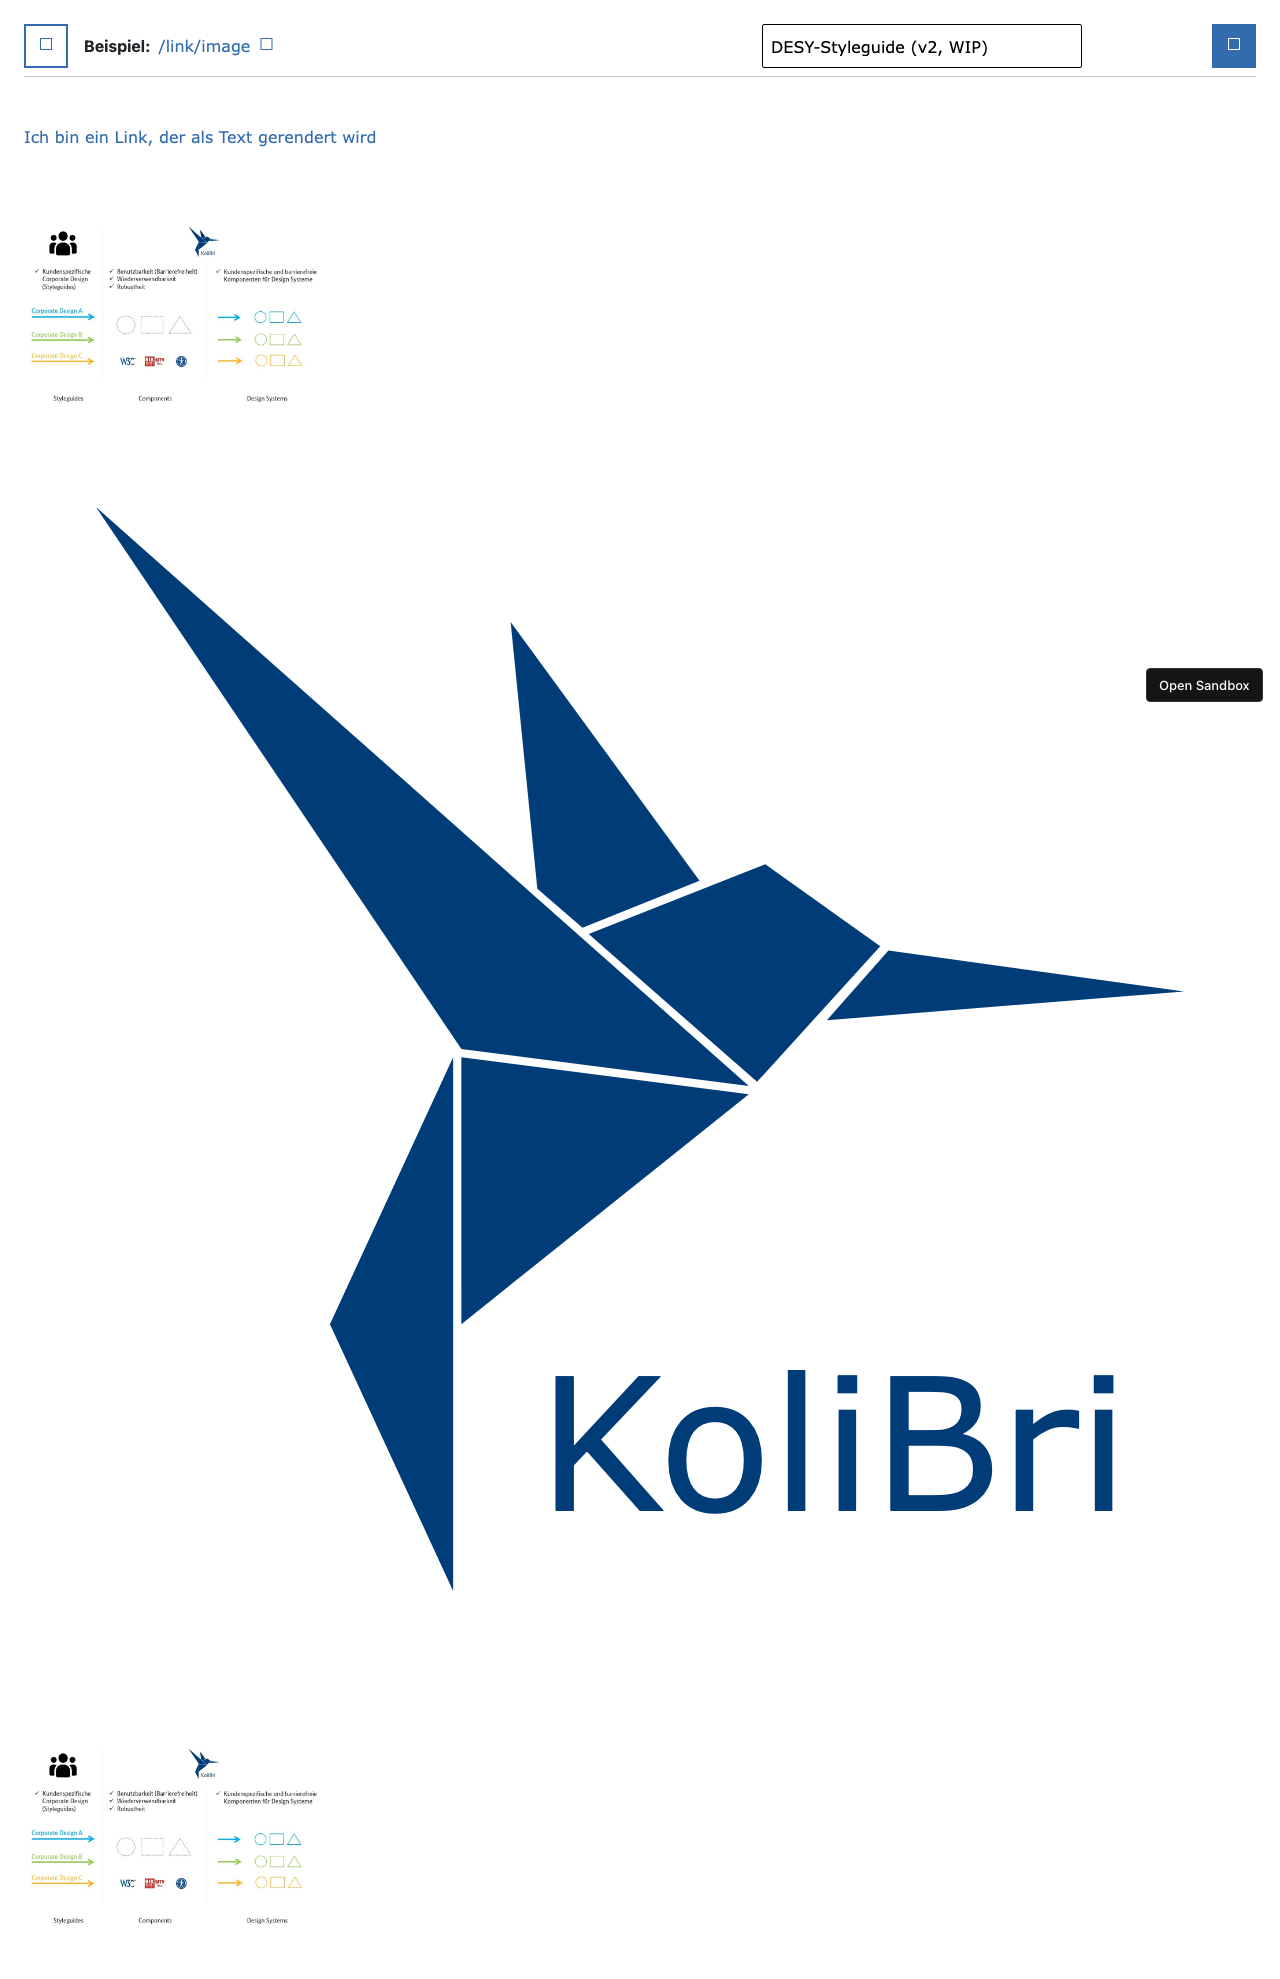 Beispiel: /link/image
DESY-Styleguide (v2, WIP)
Ich bin ein Link, der als Text gerendert wird
KoliBri
✓ Kundenspezifische
Corporate Design
(Styleguides)
✓ Benutzbarkeit (Barrierefreiheit)
✓ Wiederverwendbarkeit
✓ Robustheit
✓ Kundenspezifische und barrierefreie
Komponenten für Design Systeme
Corporate Design A
Corporate Design B
Corporate Design C
W3C
Styleguides
Components
Design Systems
Open Sandbox
KoliBri
KoliBri
✓ Kundenspezifische
Corporate Design
(Styleguides)
✓ Benutzbarkeit (Barrierefreiheit)
✓ Wiederverwendbarkeit
✓ Robustheit
✓ Kundenspezifische und barrierefreie
Komponenten für Design Systeme
Corporate Design A
Corporate Design B
Corporate Design C
W3C
Styleguides
Components
Design Systems